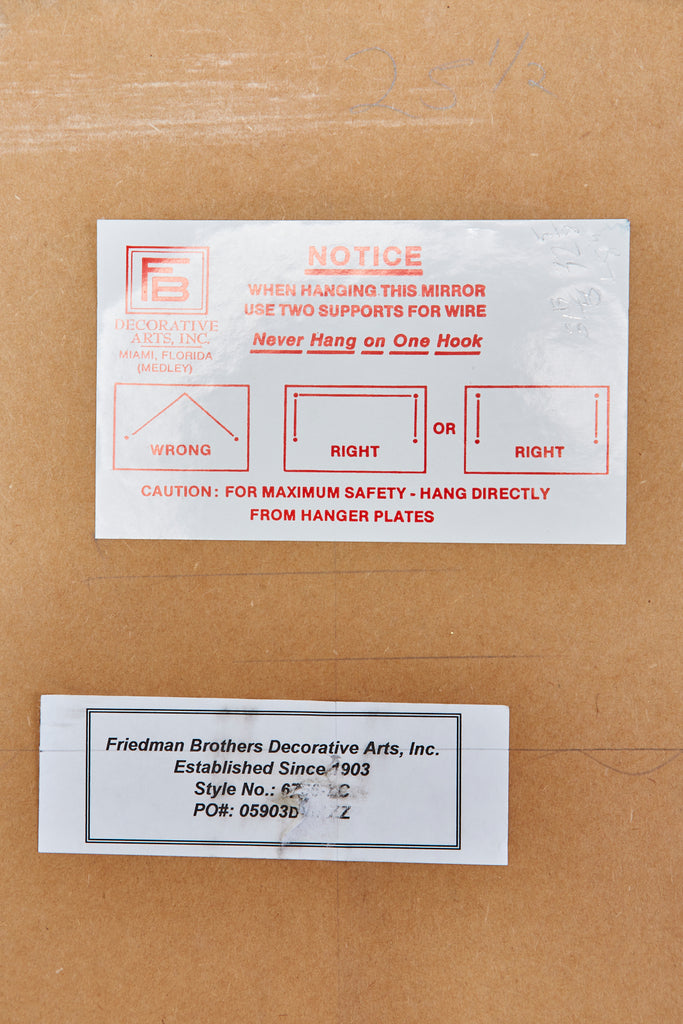 25 1/2
FB
DECORATIVE
ARTS, INC.
MIAMI, FLORIDA
(MEDLEY)
NOTICE
WHEN HANGING THIS MIRROR
USE TWO SUPPORTS FOR WIRE
Never Hang on One Hook
WRONG
RIGHT
OR
RIGHT
CAUTION: FOR MAXIMUM SAFETY - HANG DIRECTLY
FROM HANGER PLATES
Friedman Brothers Decorative Arts, Inc.
Established Since 1903
Style No.:
PO#: